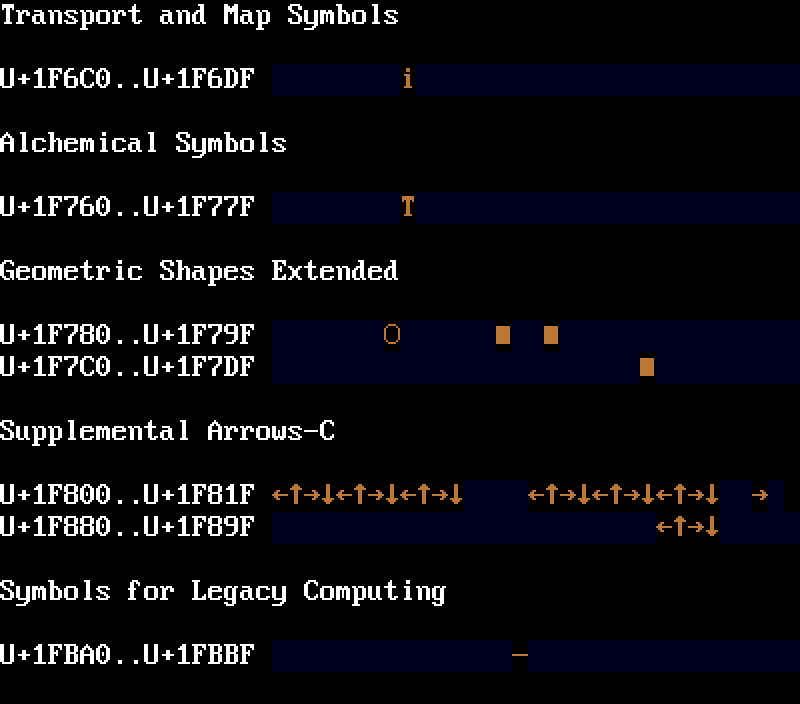 Transport and Map Symbols
U+1F6C0..U+1F6DF i
Alchemical Symbols
U+1F760..U+1F77F T
Geometric Shapes Extended
U+1F780..U+1F79F O ■ ■
U+1F7C0..U+1F7DF ■
Supplemental Arrows-C
U+1F800..U+1F81F ←↑→↓←↑→↓←↑→↓ ←↑→↓←↑→↓←↑→↓ →
U+1F880..U+1F89F ←↑→↓
Symbols for Legacy Computing
U+1FBA0..U+1FBBF ─